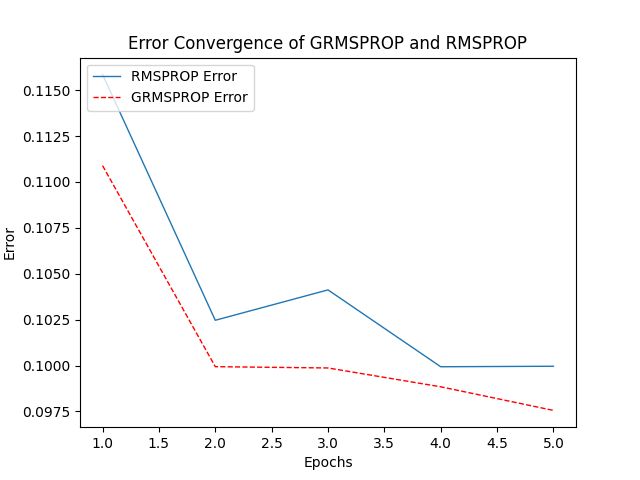 Error Convergence of GRMSPROP and RMSPROP
RMSPROP Error
GRMSPROP Error
0.1150
0.1125
0.1100
0.1075
0.1050
0.1025
0.1000
0.0975
Error
1.0 1.5 2.0 2.5 3.0 3.5 4.0 4.5 5.0
Epochs